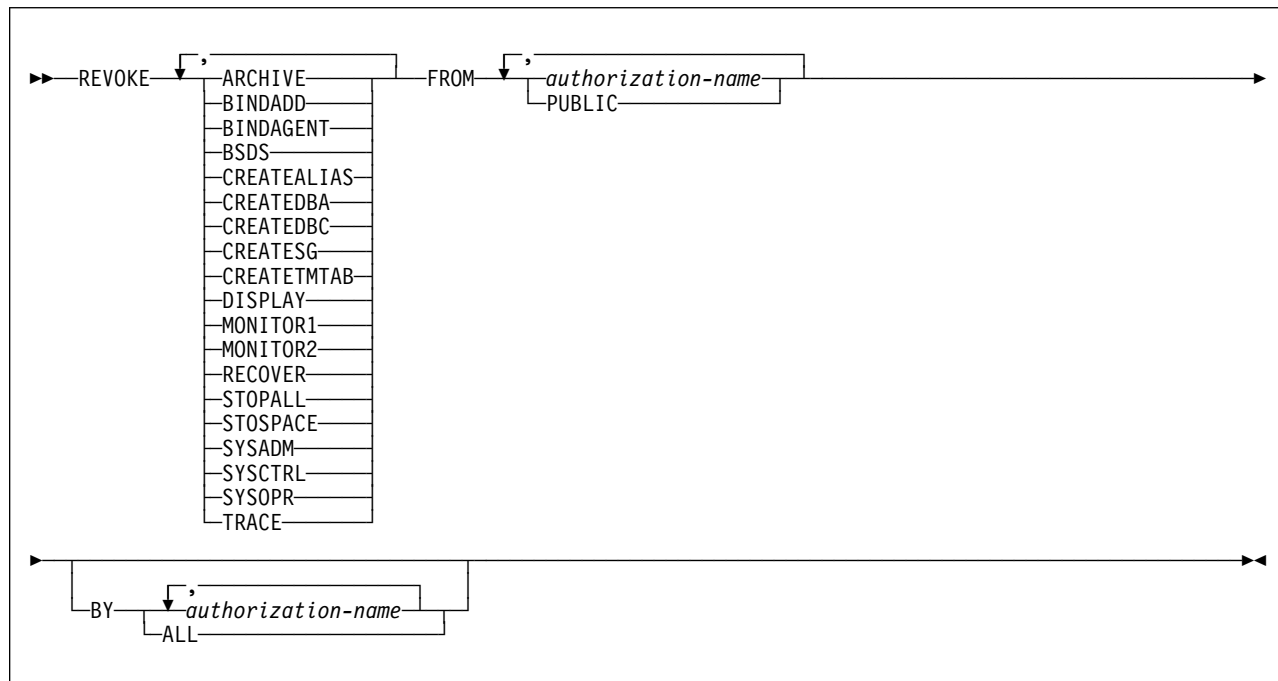 , ,
REVOKE ARCHIVE FROM authorization-name
BINDADD PUBLIC
BINDAGENT
BSDS
CREATEALIAS
CREATEDBA
CREATEDBC
CREATESG
CREATETMTAB
DISPLAY
MONITOR1
MONITOR2
RECOVER
STOPALL
STOSPACE
SYSADM
SYSCTRL
SYSOPR
TRACE
,
BY authorization-name
ALL